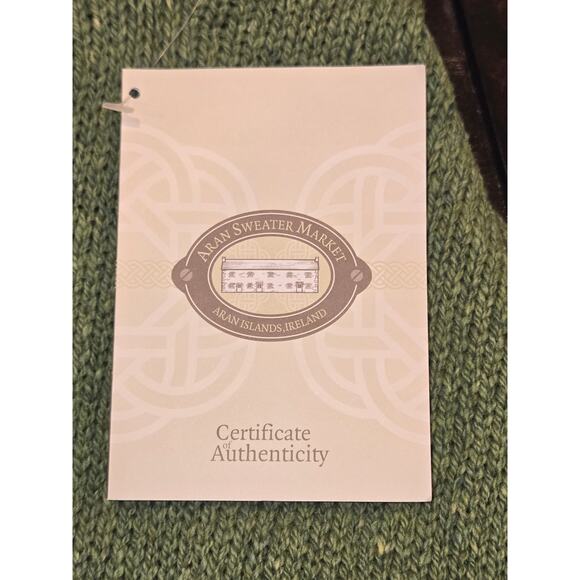 ARAN SWEATER MARKET
ARAN ISLANDS, IRELAND
Certificate
of
Authenticity